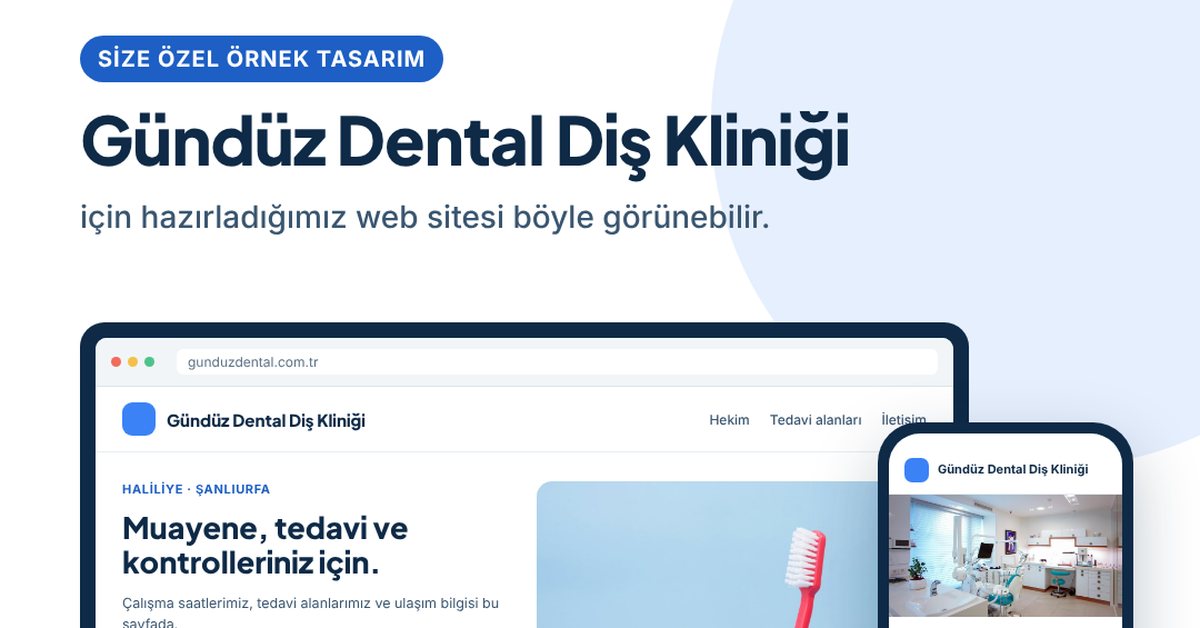 SİZE ÖZEL ÖRNEK TASARIM
Gündüz Dental Diş Kliniği
için hazırladığımız web sitesi böyle görünebilir.
gunduzdental.com.tr
Gündüz Dental Diş Kliniği
Hekim Tedavi alanları İletişim
Gündüz Dental Diş Kliniği
HALİLİYE · ŞANLIURFA
Muayene, tedavi ve
kontrolleriniz için.
Çalışma saatlerimiz, tedavi alanlarımız ve ulaşım bilgisi bu
sayfada.